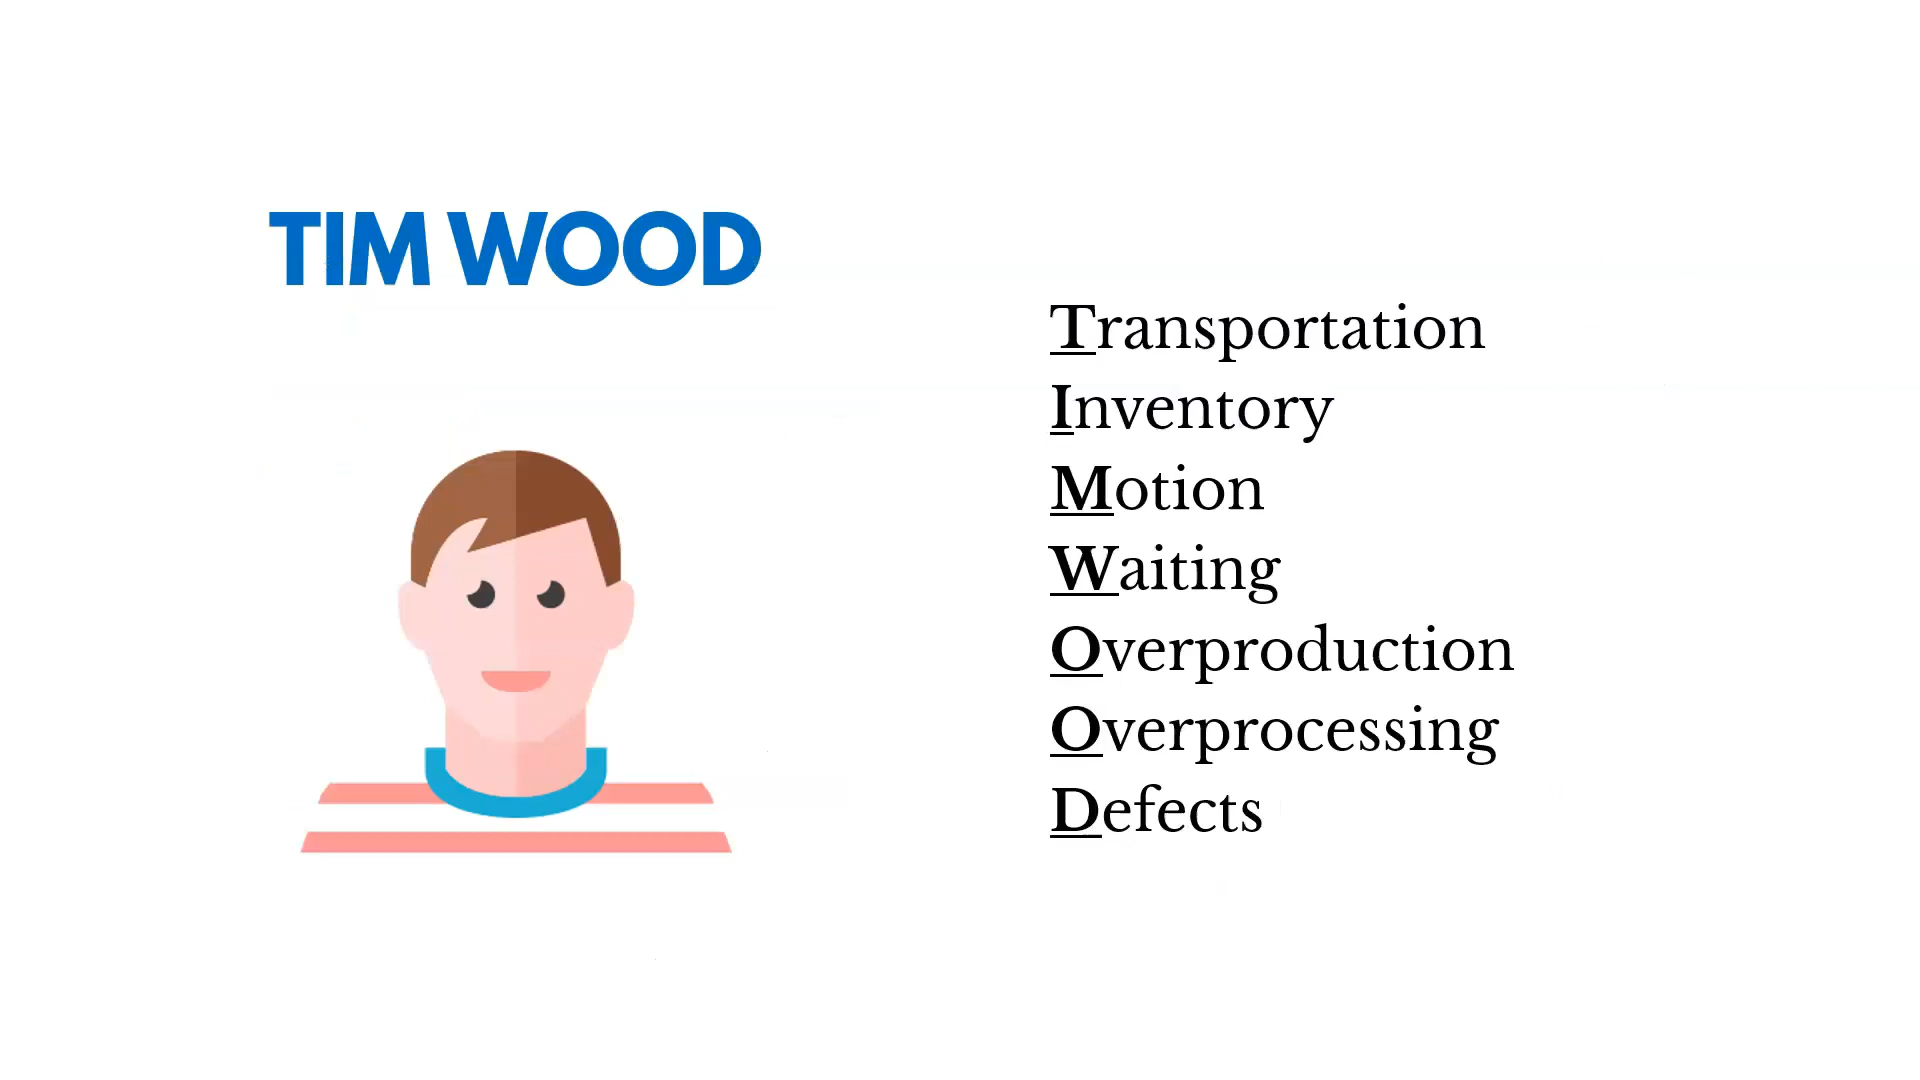 TIM WOOD
Transportation
Inventory
Motion
Waiting
Overproduction
Overprocessing
Defects